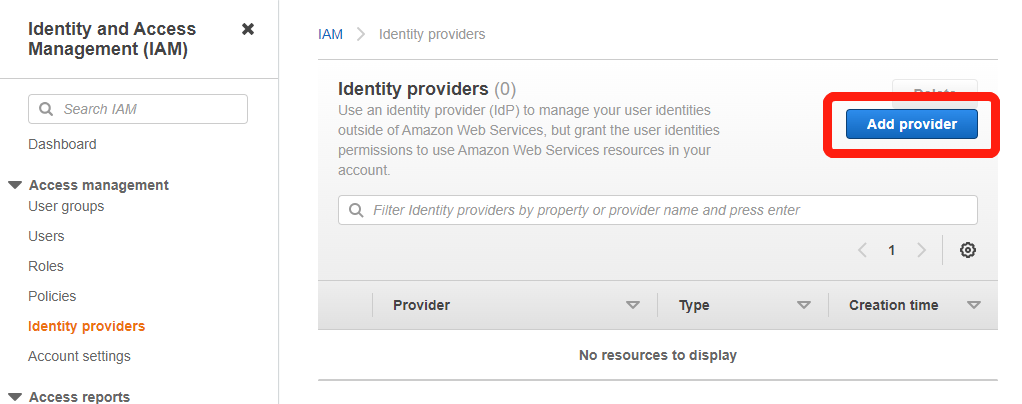 Identity and Access
Management (IAM)
Search IAM
Dashboard
Access management
User groups
Users
Roles
Policies
Identity providers
Account settings
Access reports
IAM
Identity providers
Identity providers (0)
Use an identity provider (IdP) to manage your user identities
outside of Amazon Web Services, but grant the user identities
permissions to use Amazon Web Services resources in your
account.
Delete
Add provider
Filter Identity providers by property or provider name and press enter
1
Provider Type Creation time
No resources to display